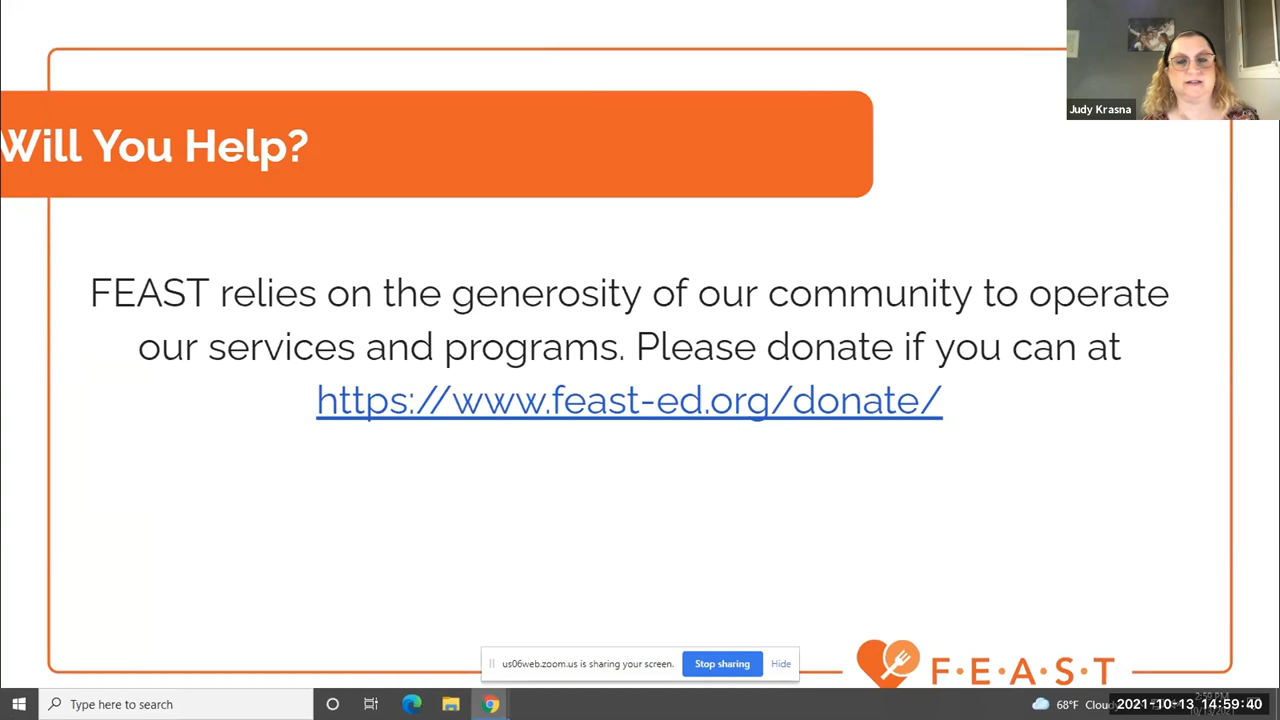 Judy Krasna
Will You Help?
FEAST relies on the generosity of our community to operate
our services and programs. Please donate if you can at
https://www.feast-ed.org/donate/
us06web.zoom.us is sharing your screen.
Stop sharing
Hide
F·E·A·S·T
Type here to search
68°F Cloudy
2021-10-13 14:59:40